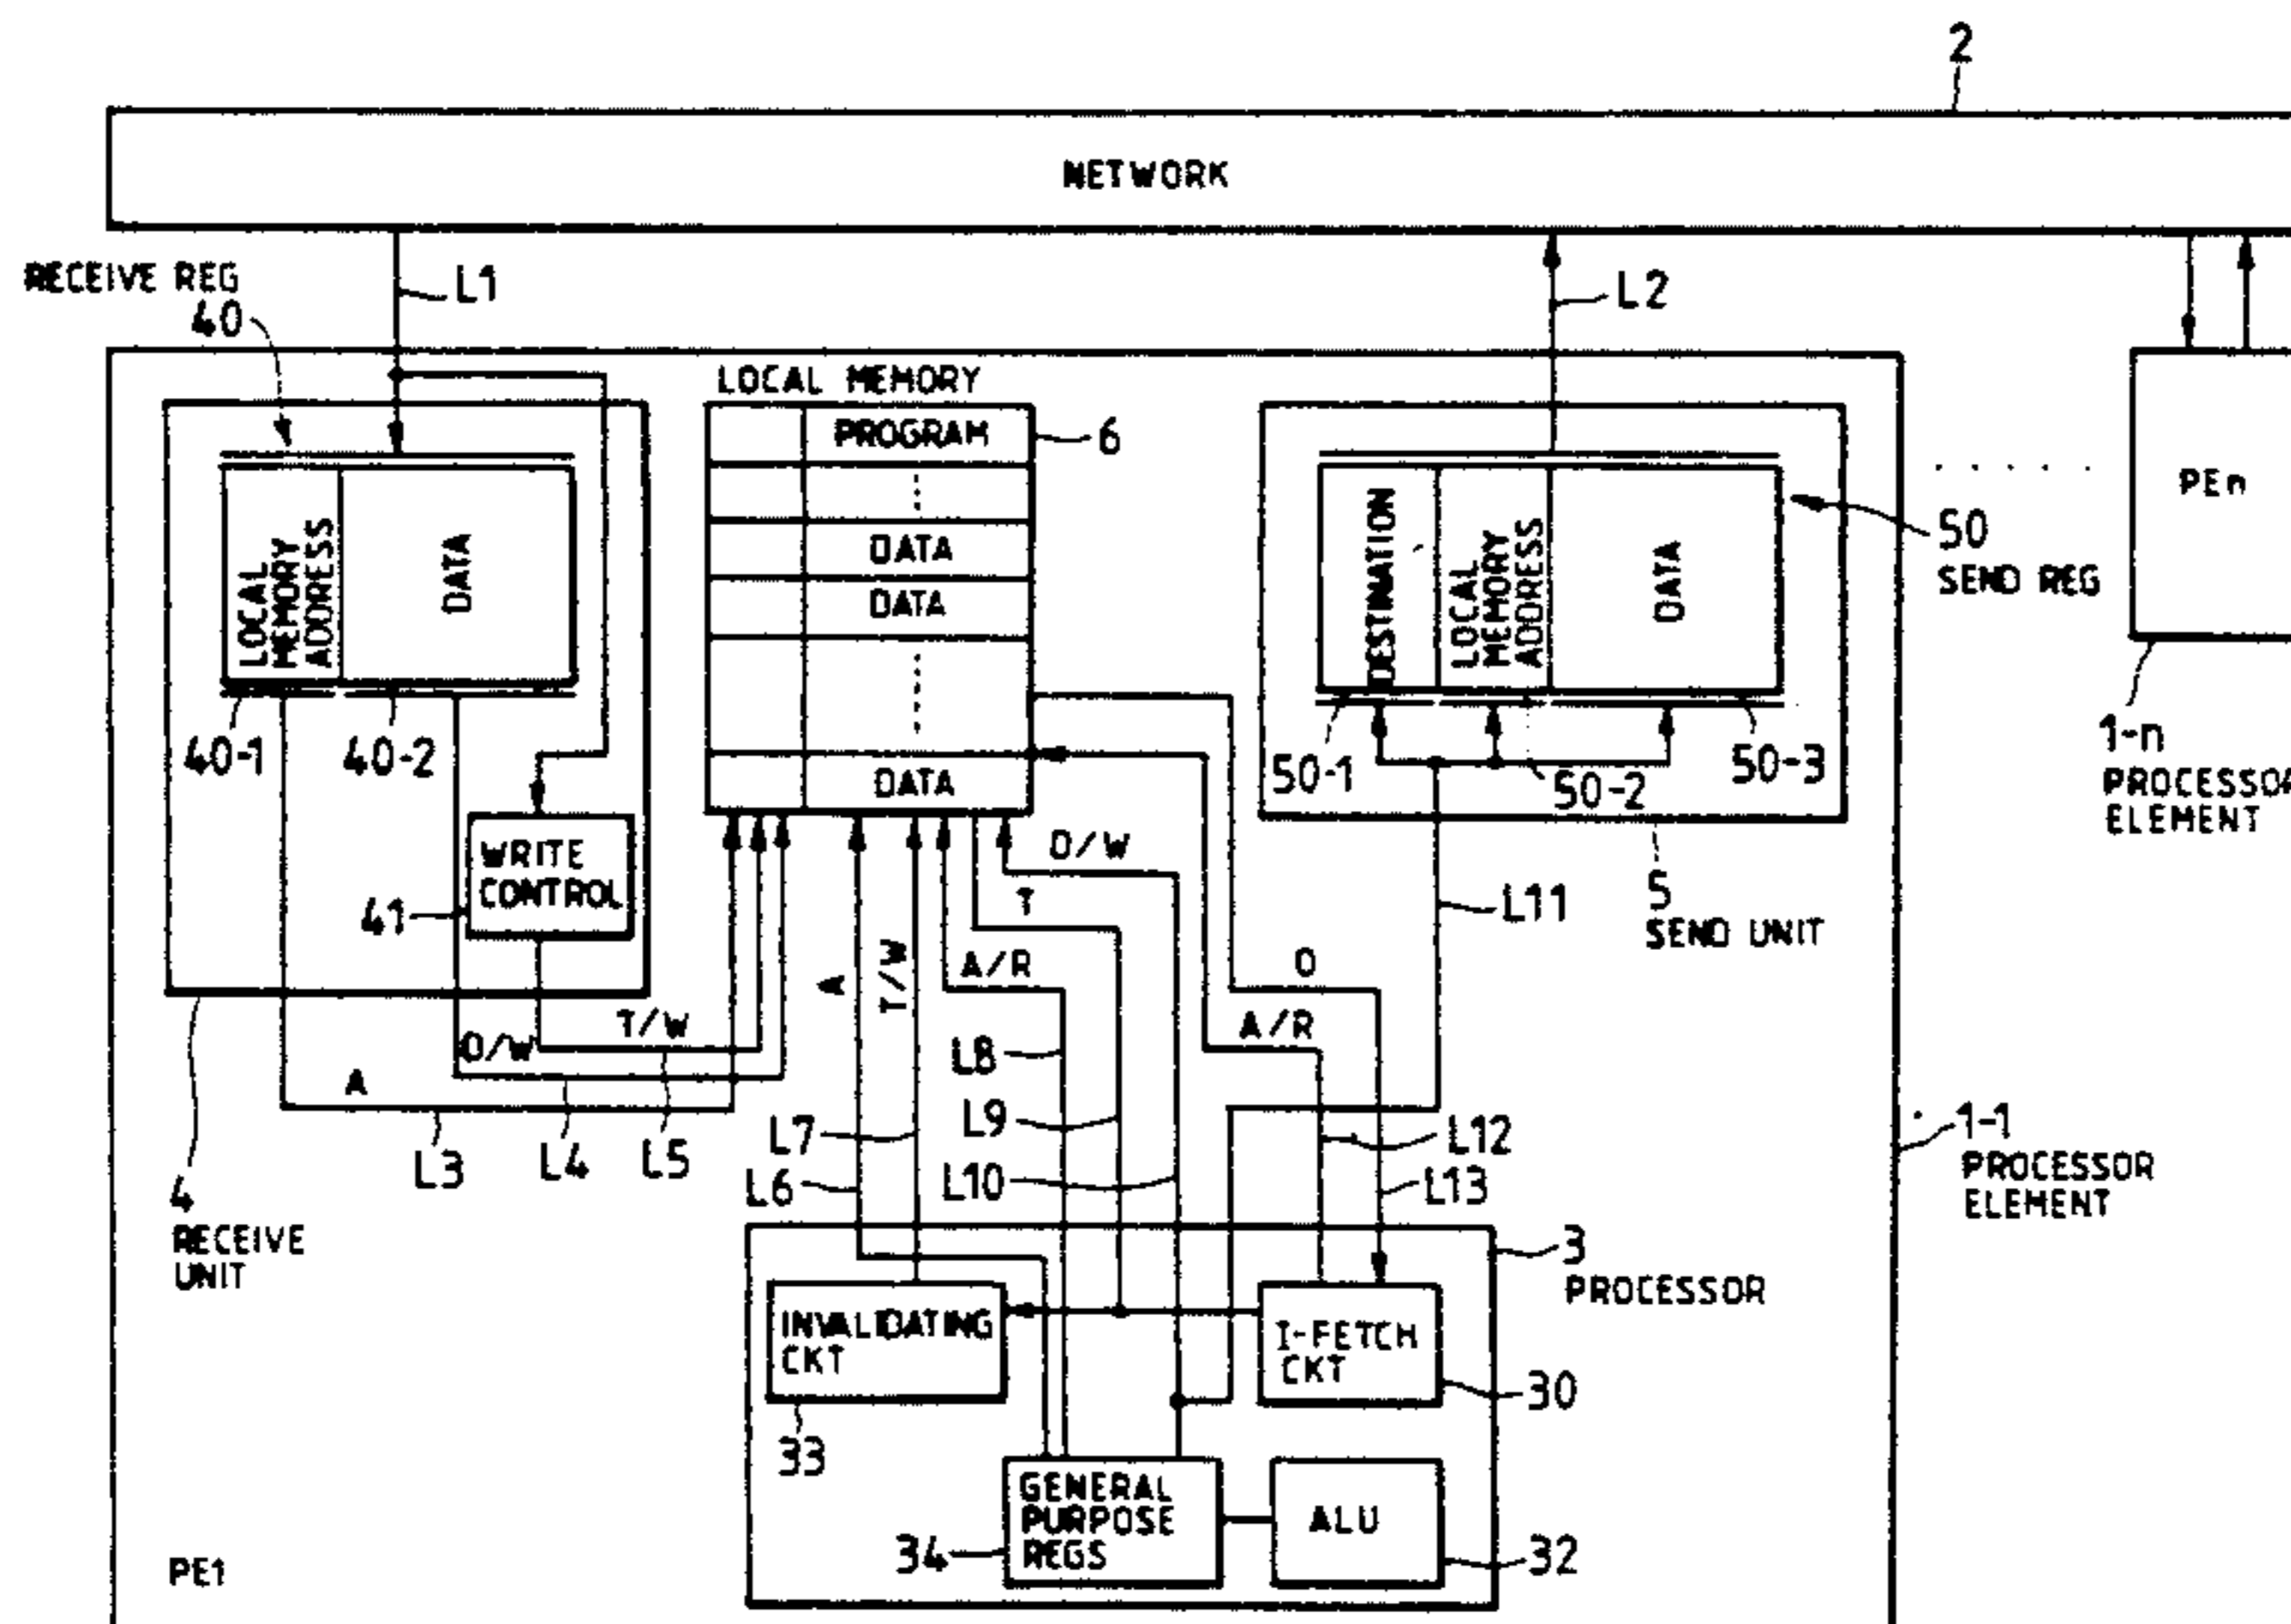 2
NETWORK
RECEIVE REG
40
L1
L2
LOCAL MEMORY
PROGRAM
6
DATA
DATA
DATA
LOCAL
MEMORY
ADDRESS
DATA
40-1
40-2
WRITE
CONTROL
41
DESTINATION
LOCAL
MEMORY
ADDRESS
DATA
50
SEND REG
50-1
50-2
50-3
PEn
1-n
PROCESSOR
ELEMENT
5
SEND UNIT
L11
O/W
T
A/R
T/W
A
O
A/R
T/W
O/W
A
L3
L4
L5
L7
L6
L8
L9
L10
L12
L13
4
RECEIVE
UNIT
1-1
PROCESSOR
ELEMENT
3
PROCESSOR
INVALIDATING
CKT
33
I-FETCH
CKT
30
GENERAL
PURPOSE
REGS
34
ALU
32
PE1